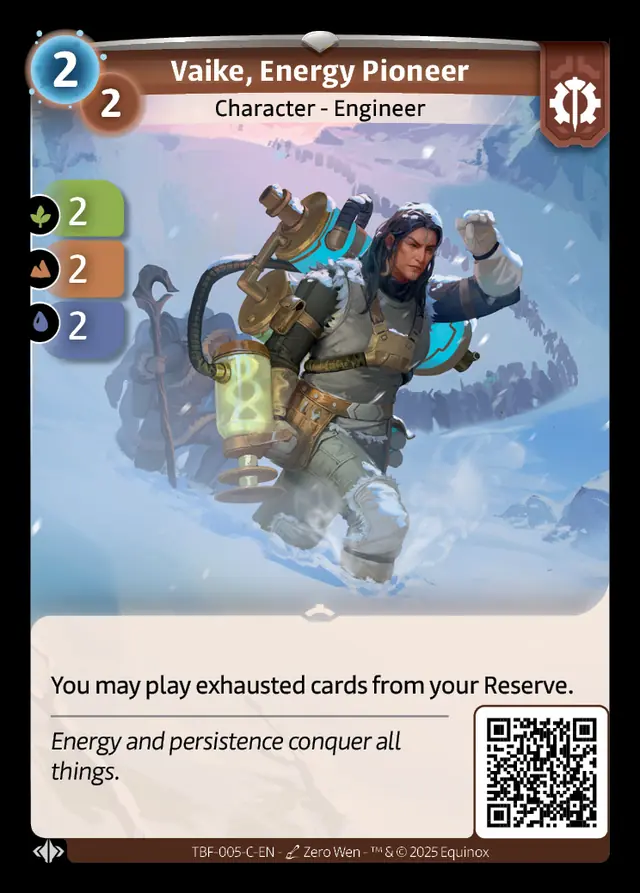 2
Vaike, Energy Pioneer
2
Character - Engineer
2
2
2
You may play exhausted cards from your Reserve.
Energy and persistence conquer all
things.
TBF-005-C-EN - Zero Wen - ™ & © 2025 Equinox